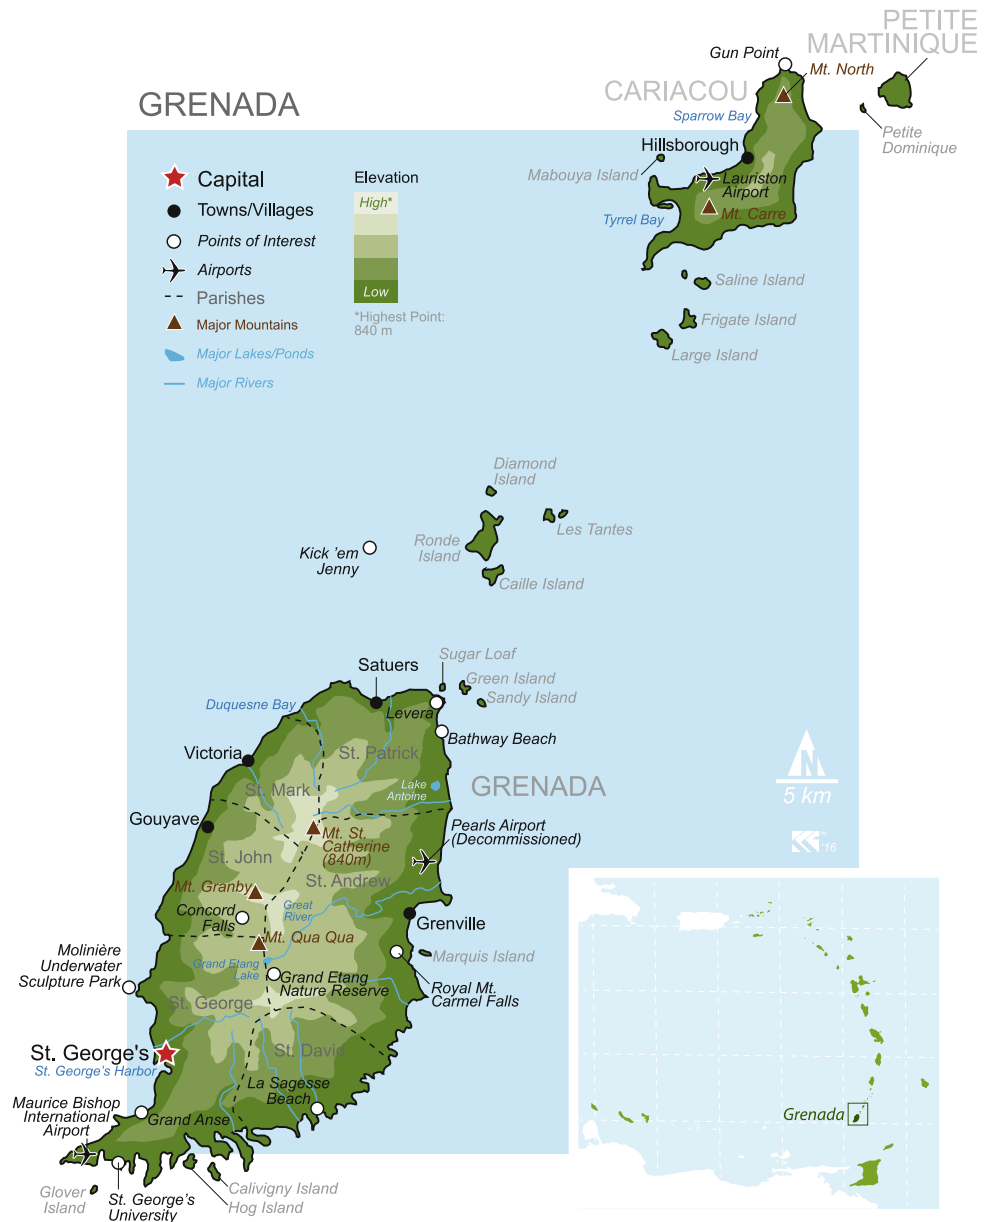 PETITE
MARTINIQUE
Gun Point
Mt. North
CARIACOU
GRENADA
Sparrow Bay
Petite
Dominique
Hillsborough
Mabouya Island
Lauriston
Airport
Tyrrel Bay
Mt. Carre
Capital
Towns/Villages
Points of Interest
Airports
Parishes
Major Mountains
Major Lakes/Ponds
Major Rivers
Elevation
High*
Low
*Highest Point:
840 m
Saline Island
Frigate Island
Large Island
Diamond
Island
Les Tantes
Ronde
Island
Kick 'em
Jenny
Caille Island
Sugar Loaf
Satuers
Green Island
Sandy Island
Duquesne Bay
Levera
Bathway Beach
Victoria
St. Patrick
St. Mark
Lake
Antoine
GRENADA
N
5 km
Gouyave
Mt. St.
Catherine
(840m)
Pearls Airport
(Decommissioned)
TM
'16
St. John
St. Andrew
Mt. Granby
Great
River
Concord
Falls
Grenville
Mt. Qua Qua
Marquis Island
Molinière
Underwater
Sculpture Park
Grand Etang
Lake
Grand Etang
Nature Reserve
Royal Mt.
Carmel Falls
St. George
St. George's
St. George's Harbor
St. David
La Sagesse
Beach
Maurice Bishop
International
Airport
Grand Anse
Grenada
Glover
Island
St. George's
University
Calivigny Island
Hog Island